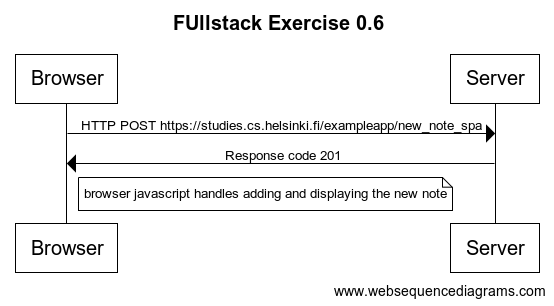 FUllstack Exercise 0.6
Browser
Server
HTTP POST https://studies.cs.helsinki.fi/exampleapp/new_note_spa
Response code 201
browser javascript handles adding and displaying the new note
Browser
Server
www.websequencediagrams.com